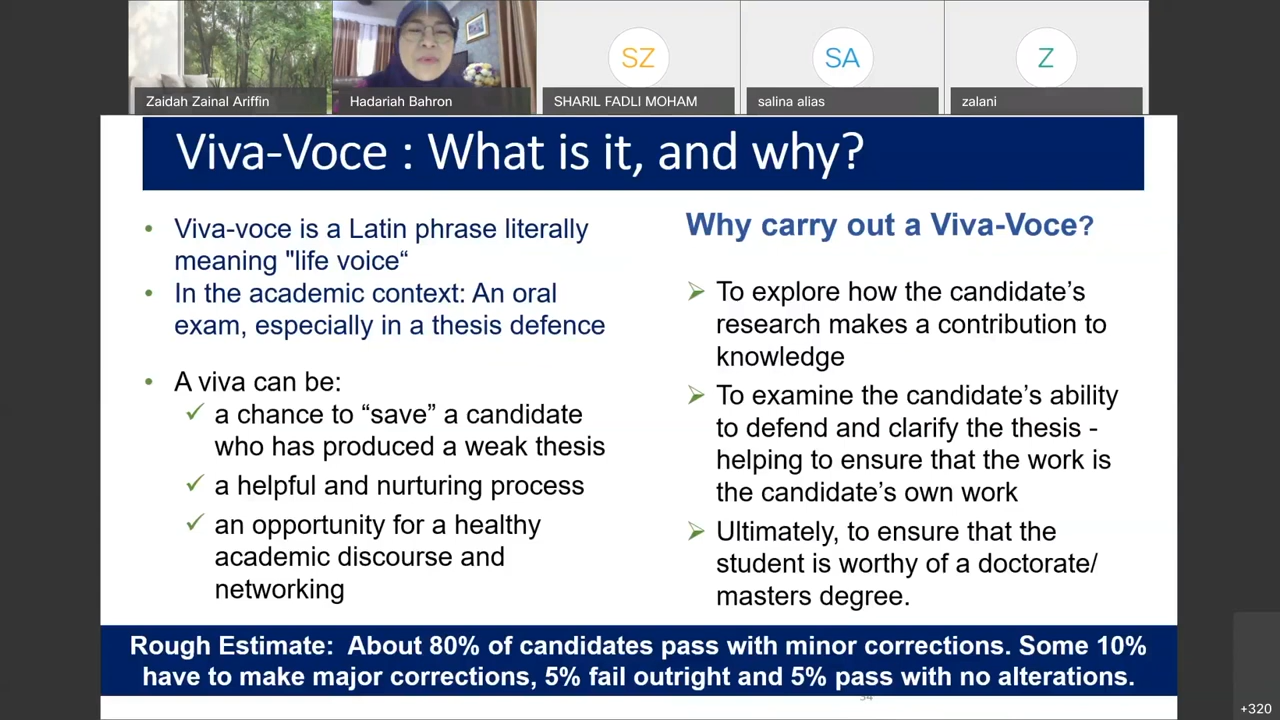 SZ
SA
Z
Zaidah Zainal Ariffin
Hadariah Bahron
SHARIL FADLI MOHAM
salina alias
zalani
Viva-Voce : What is it, and why?
• Viva-voce is a Latin phrase literally
meaning "life voice“
• In the academic context: An oral
exam, especially in a thesis defence
• A viva can be:
✓ a chance to “save” a candidate
who has produced a weak thesis
✓ a helpful and nurturing process
✓ an opportunity for a healthy
academic discourse and
networking
Why carry out a Viva-Voce?
➢ To explore how the candidate’s
research makes a contribution to
knowledge
➢ To examine the candidate’s ability
to defend and clarify the thesis -
helping to ensure that the work is
the candidate’s own work
➢ Ultimately, to ensure that the
student is worthy of a doctorate/
masters degree.
Rough Estimate: About 80% of candidates pass with minor corrections. Some 10%
have to make major corrections, 5% fail outright and 5% pass with no alterations.
+320